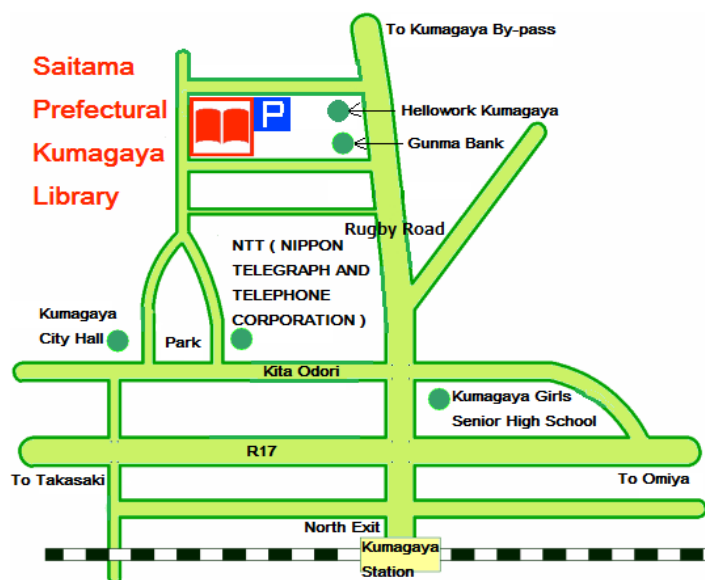 To Kumagaya By-pass
Saitama
Prefectural
Kumagaya
Library
P
Hellowork Kumagaya
Gunma Bank
Rugby Road
NTT ( NIPPON
TELEGRAPH AND
TELEPHONE
CORPORATION )
Kumagaya
City Hall
Park
Kita Odori
Kumagaya Girls
Senior High School
R17
To Takasaki
To Omiya
North Exit
Kumagaya
Station